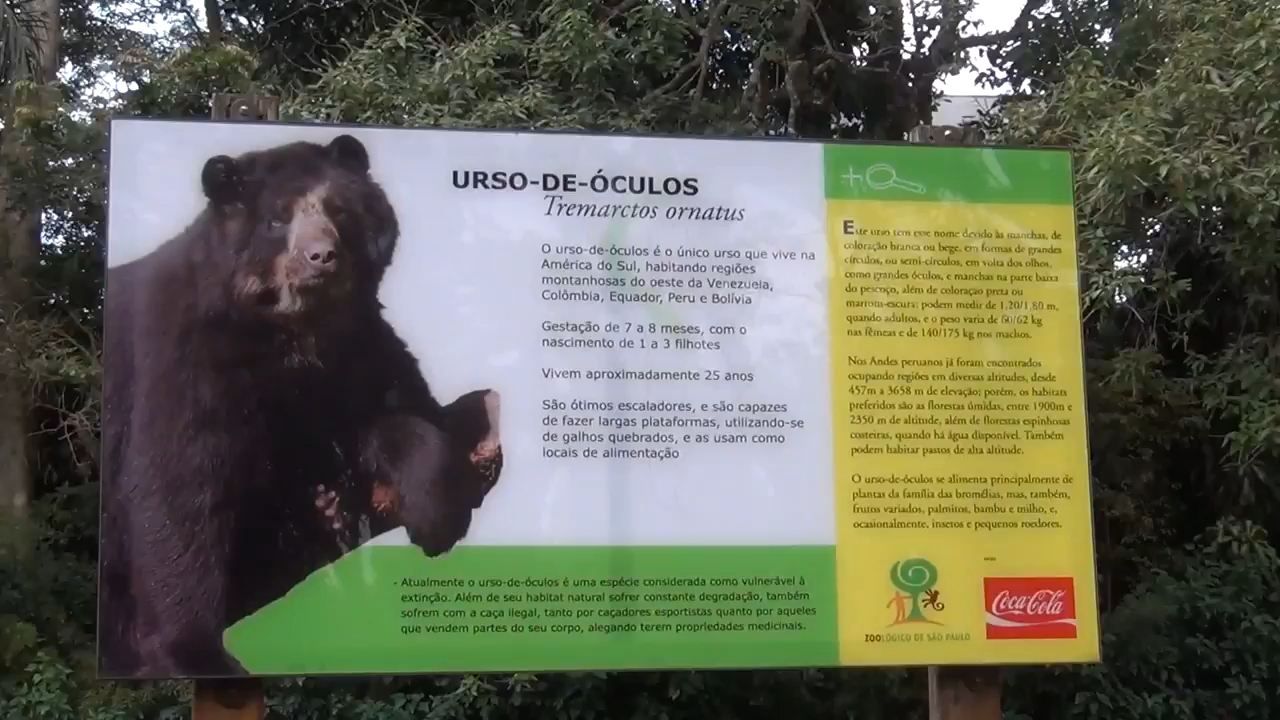 URSO-DE-ÓCULOS
Tremarctos ornatus
O urso-de-óculos é o único urso que vive na
América do Sul, habitando regiões
montanhosas do oeste da Venezuela,
Colômbia, Equador, Peru e Bolívia
Gestação de 7 a 8 meses, com o
nascimento de 1 a 3 filhotes
Vivem aproximadamente 25 anos
São ótimos escaladores, e são capazes
de fazer largas plataformas, utilizando-se
de galhos quebrados, e as usam como
locais de alimentação
- Atualmente o urso-de-óculos é uma espécie considerada como vulnerável à
extinção. Além de seu habitat natural sofrer constante degradação, também
sofrem com a caça ilegal, tanto por caçadores esportistas quanto por aqueles
que vendem partes do seu corpo, alegando terem propriedades medicinais.
Este urso tem esse nome devido às manchas, de
coloração branca ou bege, em formas de grandes
círculos, ou semi-círculos, em volta dos olhos,
como grandes óculos, e manchas na parte baixa
do pescoço, além de coloração preta ou
marrom-escura; podem medir de 1,20/1,80 m,
quando adultos, e o peso varia de 60/62 kg
nas fêmeas e de 140/175 kg nos machos.
Nos Andes peruanos já foram encontrados
ocupando regiões em diversas altitudes, desde
457m a 3658 m de elevação; porém, os habitats
preferidos são as florestas úmidas, entre 1900m e
2350 m de altitude, além de florestas espinhosas
costeiras, quando há água disponível. Também
podem habitar pastos de alta altitude.
O urso-de-óculos se alimenta principalmente de
plantas da família das bromélias, mas, também,
frutos variados, palmitos, bambu e milho, e,
ocasionalmente, insetos e pequenos roedores.
ZOOLÓGICO DE SÃO PAULO
Coca-Cola